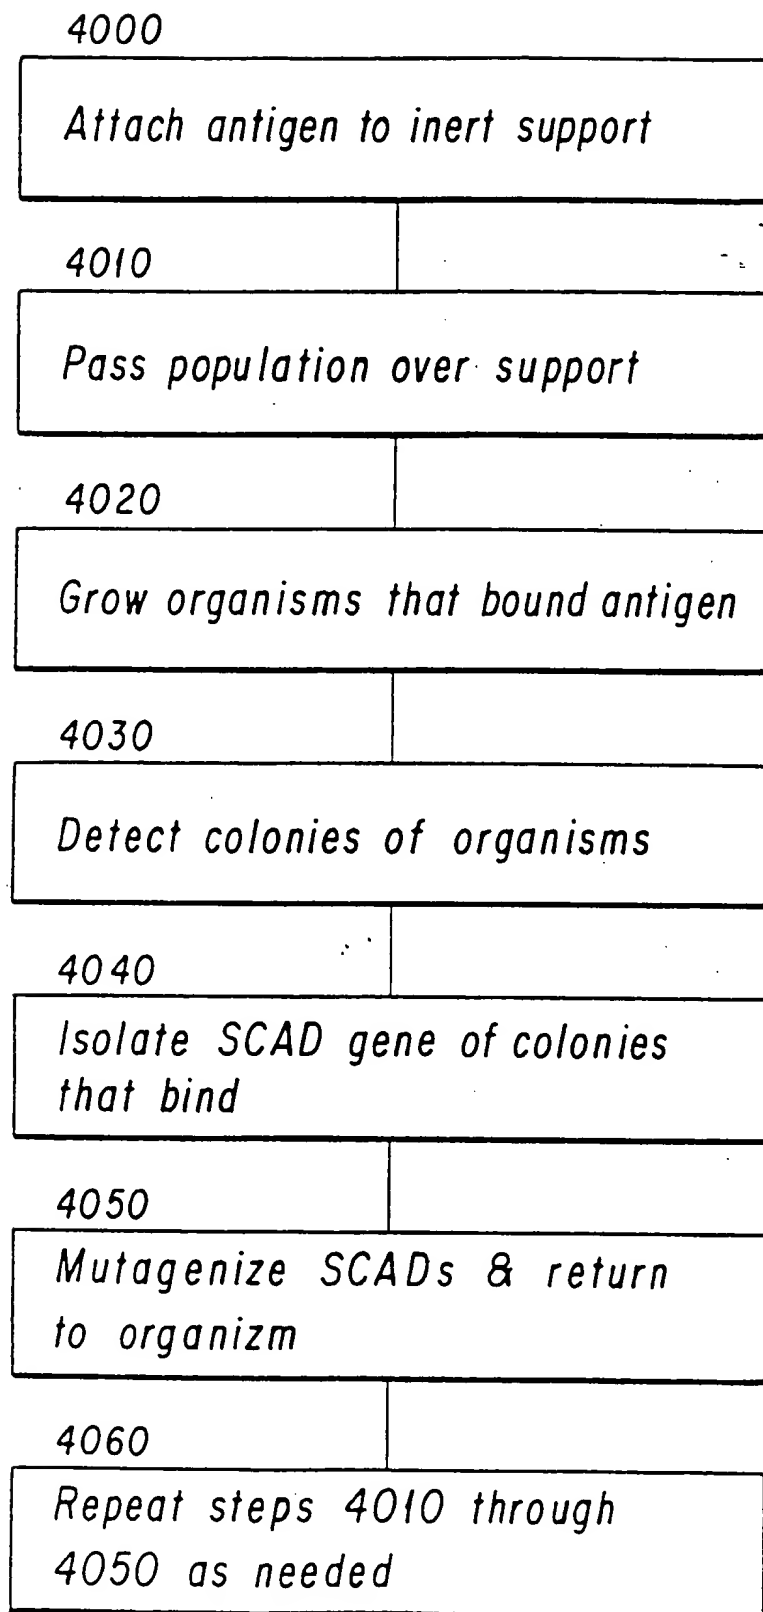 4000
Attach antigen to inert support
4010
Pass population over support
4020
Grow organisms that bound antigen
4030
Detect colonies of organisms
4040
Isolate SCAD gene of colonies
that bind
4050
Mutagenize SCADs & return
to organizm
4060
Repeat steps 4010 through
4050 as needed